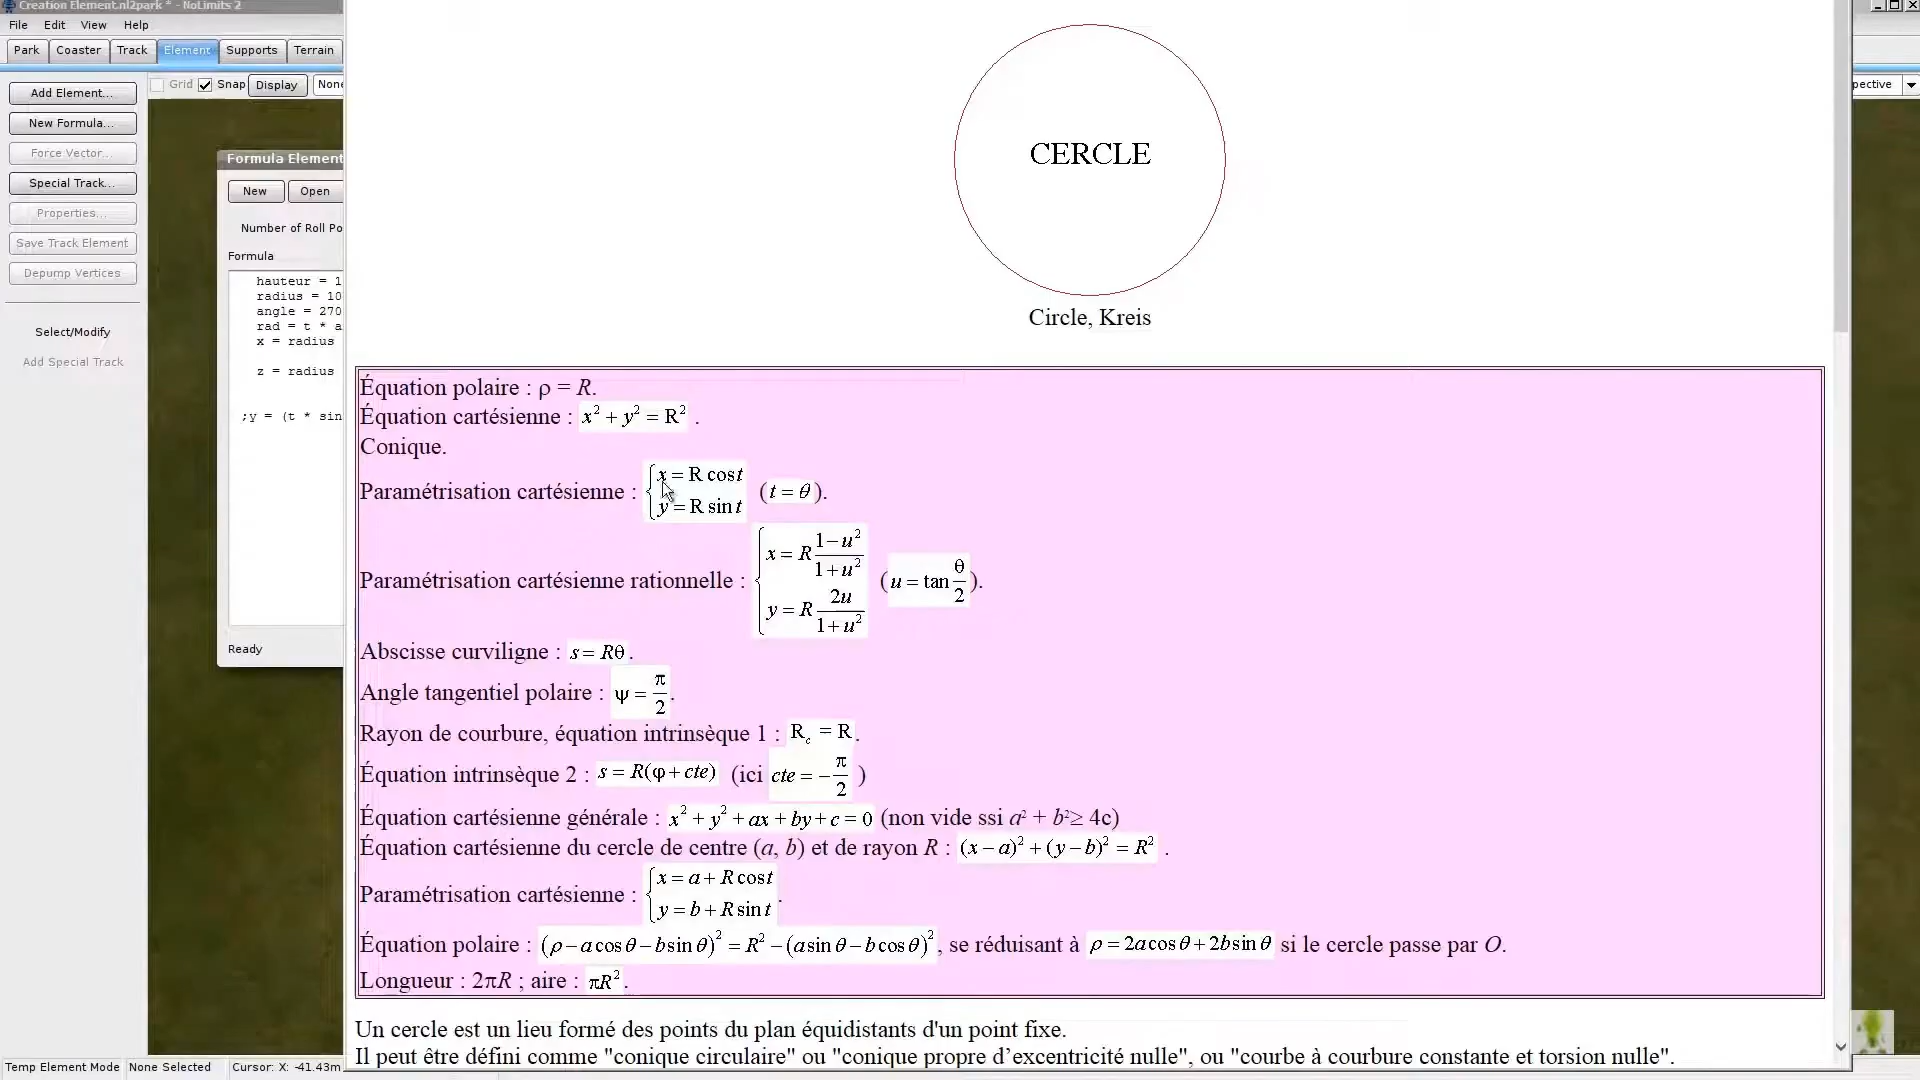 Creation Element.nl2park * - NoLimits 2
File Edit View Help
Park Coaster Track Element Supports Terrain
Grid Snap Display None
pective
Add Element...
New Formula...
Force Vector...
Special Track...
Properties...
Save Track Element
Depump Vertices
Select/Modify
Add Special Track
Formula Element
New Open
Number of Roll Po
Formula
hauteur = 1
radius = 10
angle = 270
rad = t * a
x = radius
z = radius
;y = (t * sin
Ready
CERCLE
Circle, Kreis
Équation polaire : ρ = R.
Équation cartésienne : x² + y² = R² .
Conique.
Paramétrisation cartésienne : { x = R cos t
y = R sin t (t = θ).
Paramétrisation cartésienne rationnelle : { x = R (1−u²)/(1+u²)
y = R 2u/(1+u²) (u = tan θ/2).
Abscisse curviligne : s = Rθ.
Angle tangentiel polaire : ψ = π/2.
Rayon de courbure, équation intrinsèque 1 : R_c = R.
Équation intrinsèque 2 : s = R(φ + cte) (ici cte = −π/2 )
Équation cartésienne générale : x² + y² + ax + by + c = 0 (non vide ssi a² + b²≥ 4c)
Équation cartésienne du cercle de centre (a, b) et de rayon R : (x − a)² + (y − b)² = R² .
Paramétrisation cartésienne : { x = a + R cos t
y = b + R sin t .
Équation polaire : (ρ − a cos θ − b sin θ)² = R² − (a sin θ − b cos θ)², se réduisant à ρ = 2a cos θ + 2b sin θ si le cercle passe par O.
Longueur : 2πR ; aire : πR².
Un cercle est un lieu formé des points du plan équidistants d'un point fixe.
Il peut être défini comme "conique circulaire" ou "conique propre d’excentricité nulle", ou "courbe à courbure constante et torsion nulle".
Temp Element Mode None Selected Cursor: X: -41.43m